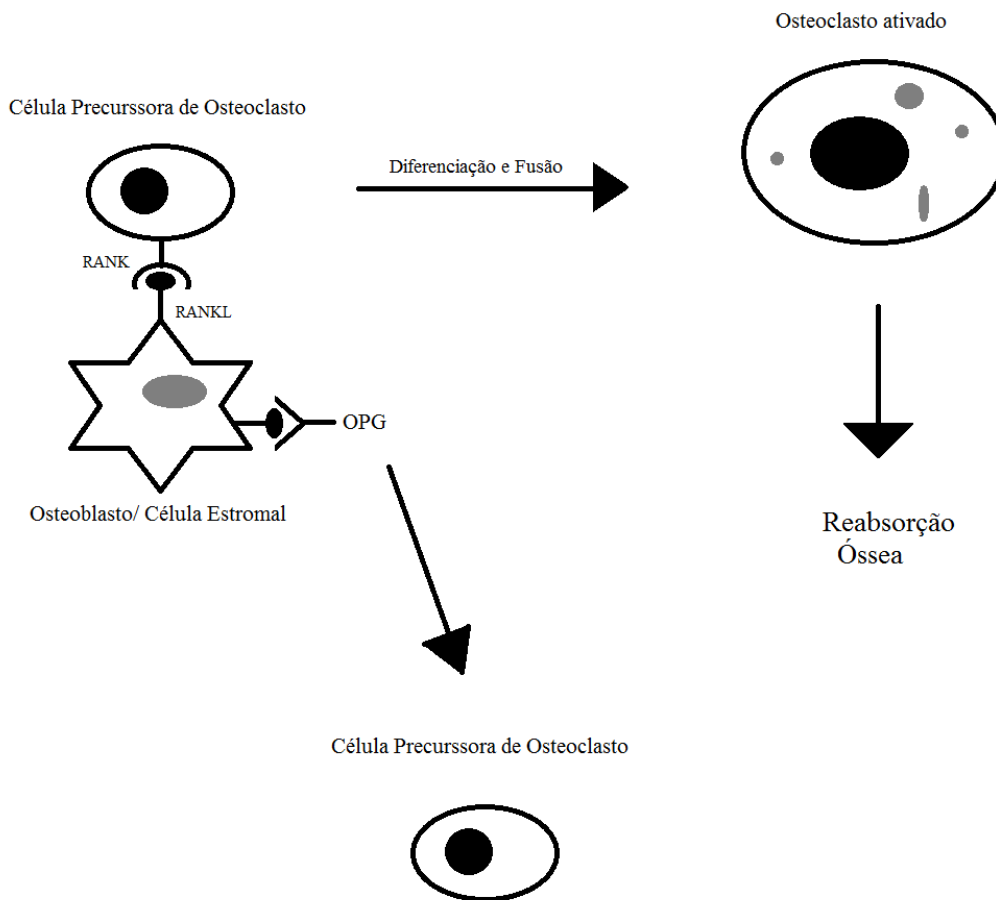 Osteoclasto ativado
Célula Precurssora de Osteoclasto
Diferenciação e Fusão
RANK
RANKL
OPG
Osteoblasto/ Célula Estromal
Reabsorção
Óssea
Célula Precurssora de Osteoclasto